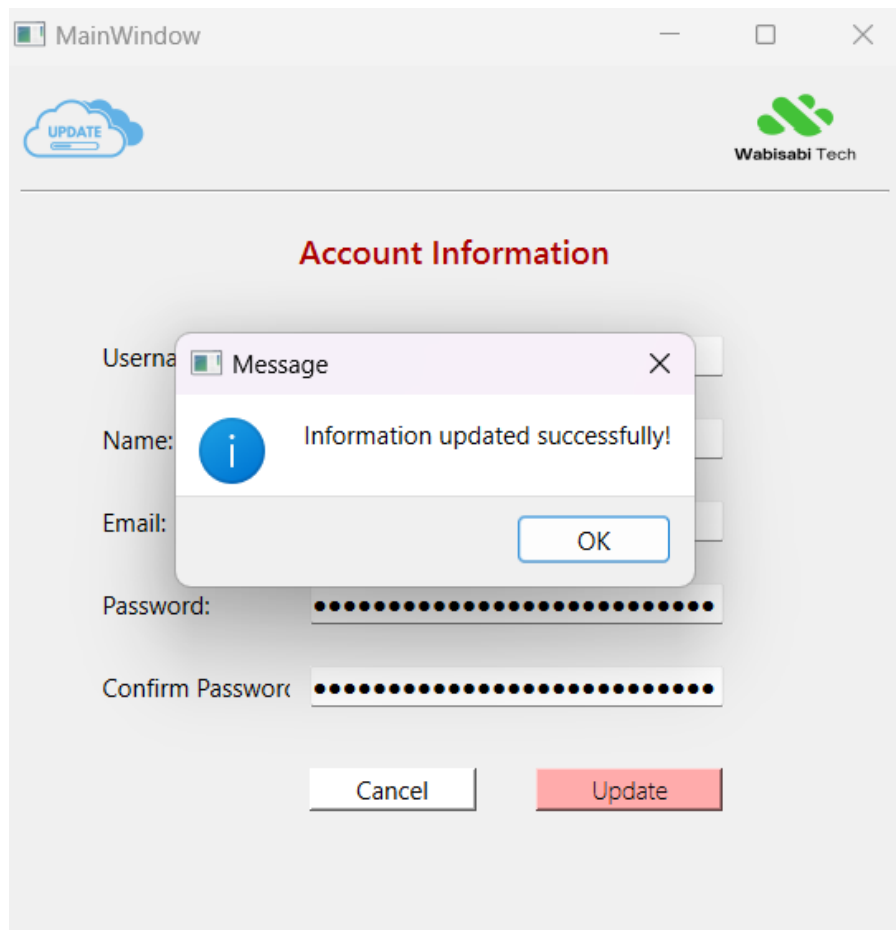 MainWindow
UPDATE
Wabisabi Tech
Account Information
Userna
Message
Name:
Information updated successfully!
Email:
OK
Password:
Confirm Passwor
Cancel
Update